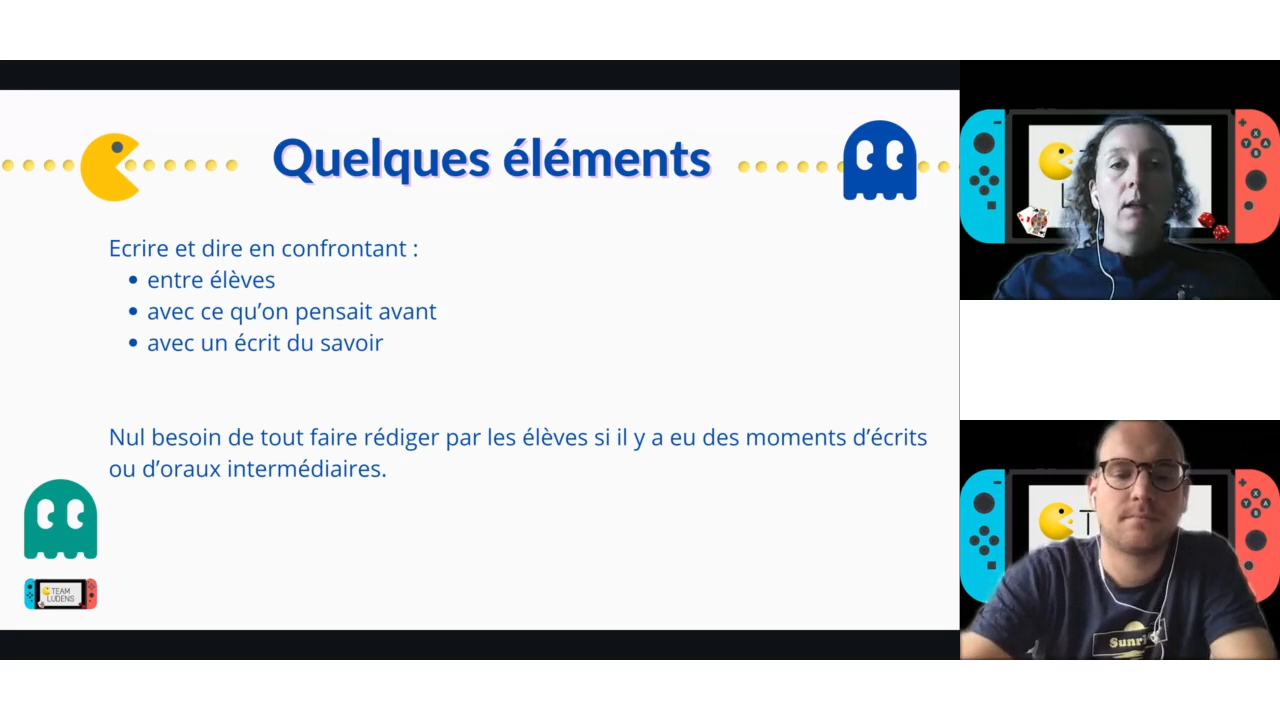 Quelques éléments
Ecrire et dire en confrontant :
entre élèves
avec ce qu'on pensait avant
avec un écrit du savoir
Nul besoin de tout faire rédiger par les élèves si il y a eu des moments d'écrits
ou d'oraux intermédiaires.
TEAM
LUDENS